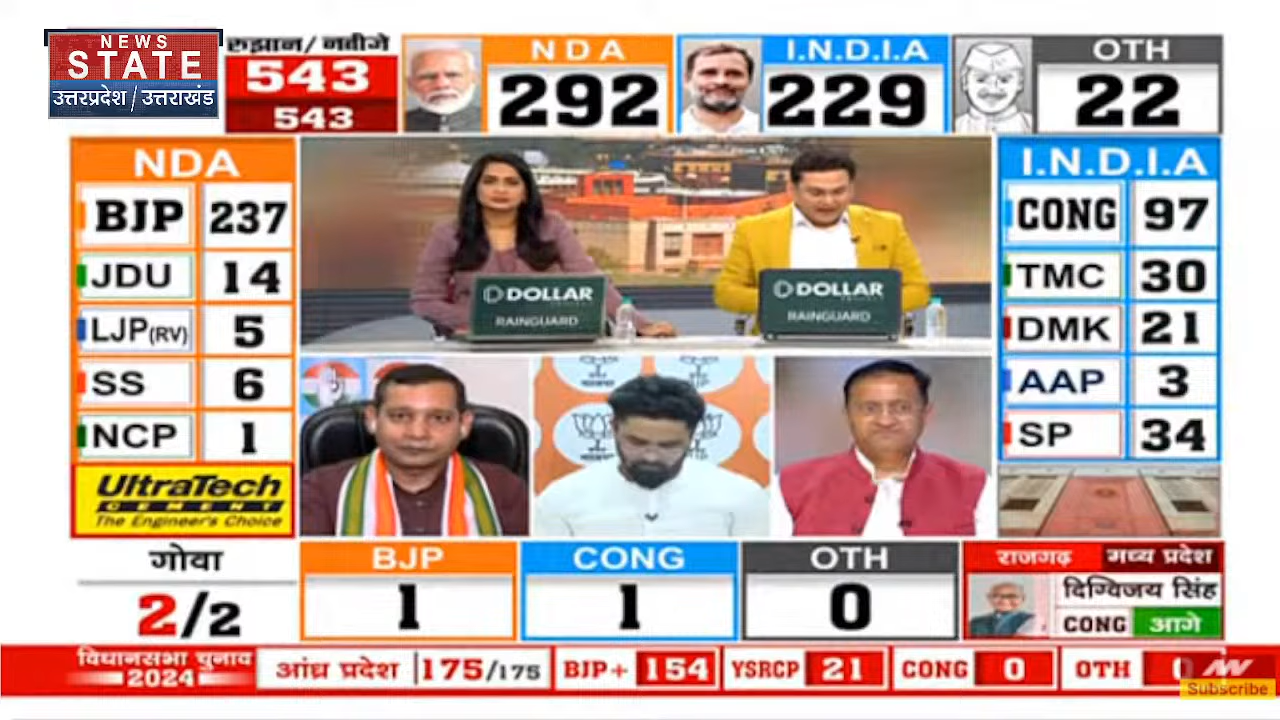 NEWS
STATE
उत्तरप्रदेश / उत्तराखंड
रुझान/ नतीजे
543
543
NDA
292
I.N.D.I.A
229
OTH
22
NDA
BJP 237
JDU 14
LJP(RV) 5
SS 6
NCP 1
UltraTech
CEMENT
The Engineer's Choice
DOLLAR
RAINGUARD
DOLLAR
RAINGUARD
BJP
I.N.D.I.A
CONG 97
TMC 30
DMK 21
AAP 3
SP 34
गोवा
2/2
BJP
1
CONG
1
OTH
0
राजगढ़ मध्य प्रदेश
दिग्विजय सिंह
CONG आगे
विधानसभा चुनाव
2024
आंध्र प्रदेश 175/175 BJP+ 154 YSRCP 21 CONG 0 OTH 0
Subscribe